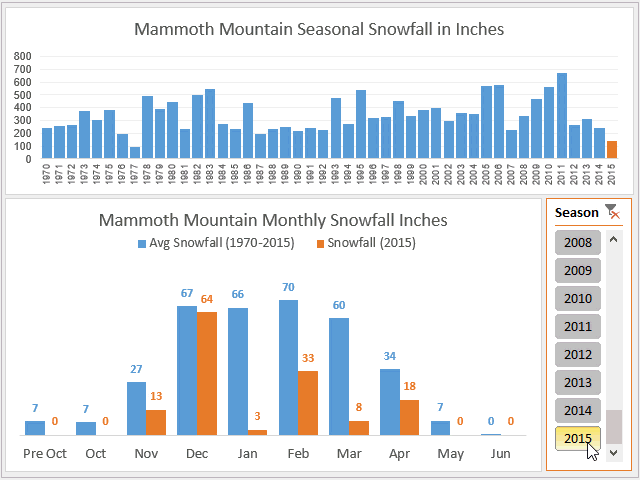 Mammoth Mountain Seasonal Snowfall in Inches
800
700
600
500
400
300
200
100
0
1970 1971 1972 1973 1974 1975 1976 1977 1978 1979 1980 1981 1982 1983 1984 1985 1986 1987 1988 1989 1990 1991 1992 1993 1994 1995 1996 1997 1998 1999 2000 2001 2002 2003 2004 2005 2006 2007 2008 2009 2010 2011 2012 2013 2014 2015
Mammoth Mountain Monthly Snowfall Inches
Avg Snowfall (1970-2015) Snowfall (2015)
7 0 7 0 27 13 67 64 66 3 70 33 60 8 34 18 7 0 0 0
Pre Oct Oct Nov Dec Jan Feb Mar Apr May Jun
Season
2008
2009
2010
2011
2012
2013
2014
2015